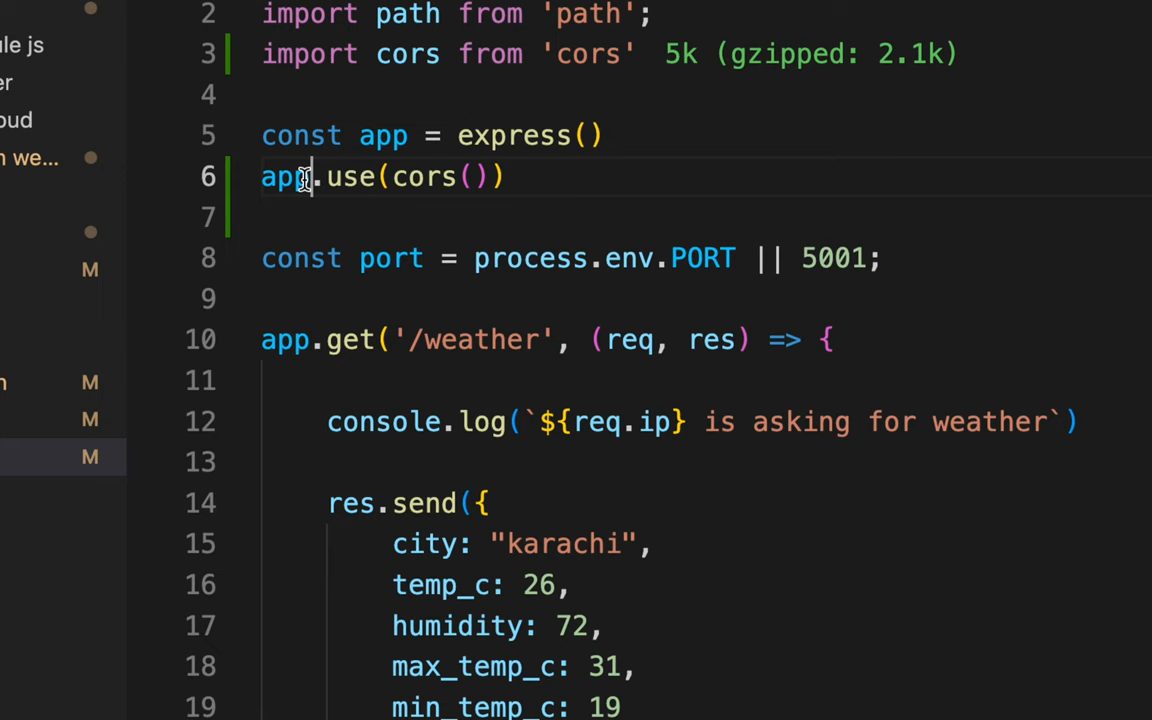 2 import path from 'path';
ule js
3 import cors from 'cors' 5k (gzipped: 2.1k)
er
4
oud
5 const app = express()
n we...
6 app.use(cors())
7
8 const port = process.env.PORT || 5001;
M
9
10 app.get('/weather', (req, res) => {
n M
11
M
12 console.log(`${req.ip} is asking for weather`)
M
13
14 res.send({
15 city: "karachi",
16 temp_c: 26,
17 humidity: 72,
18 max_temp_c: 31,
19 min_temp_c: 19